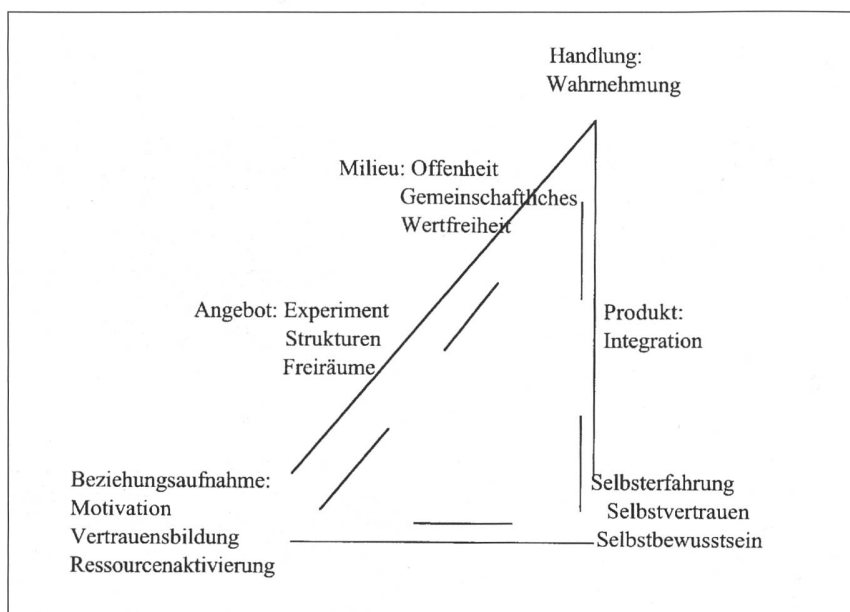 Handlung:
Wahrnehmung
Milieu: Offenheit
Gemeinschaftliches
Wertfreiheit
Angebot: Experiment
Strukturen
Freiräume
Produkt:
Integration
Beziehungsaufnahme:
Motivation
Vertrauensbildung
Ressourcenaktivierung
Selbsterfahrung
Selbstvertrauen
Selbstbewusstsein